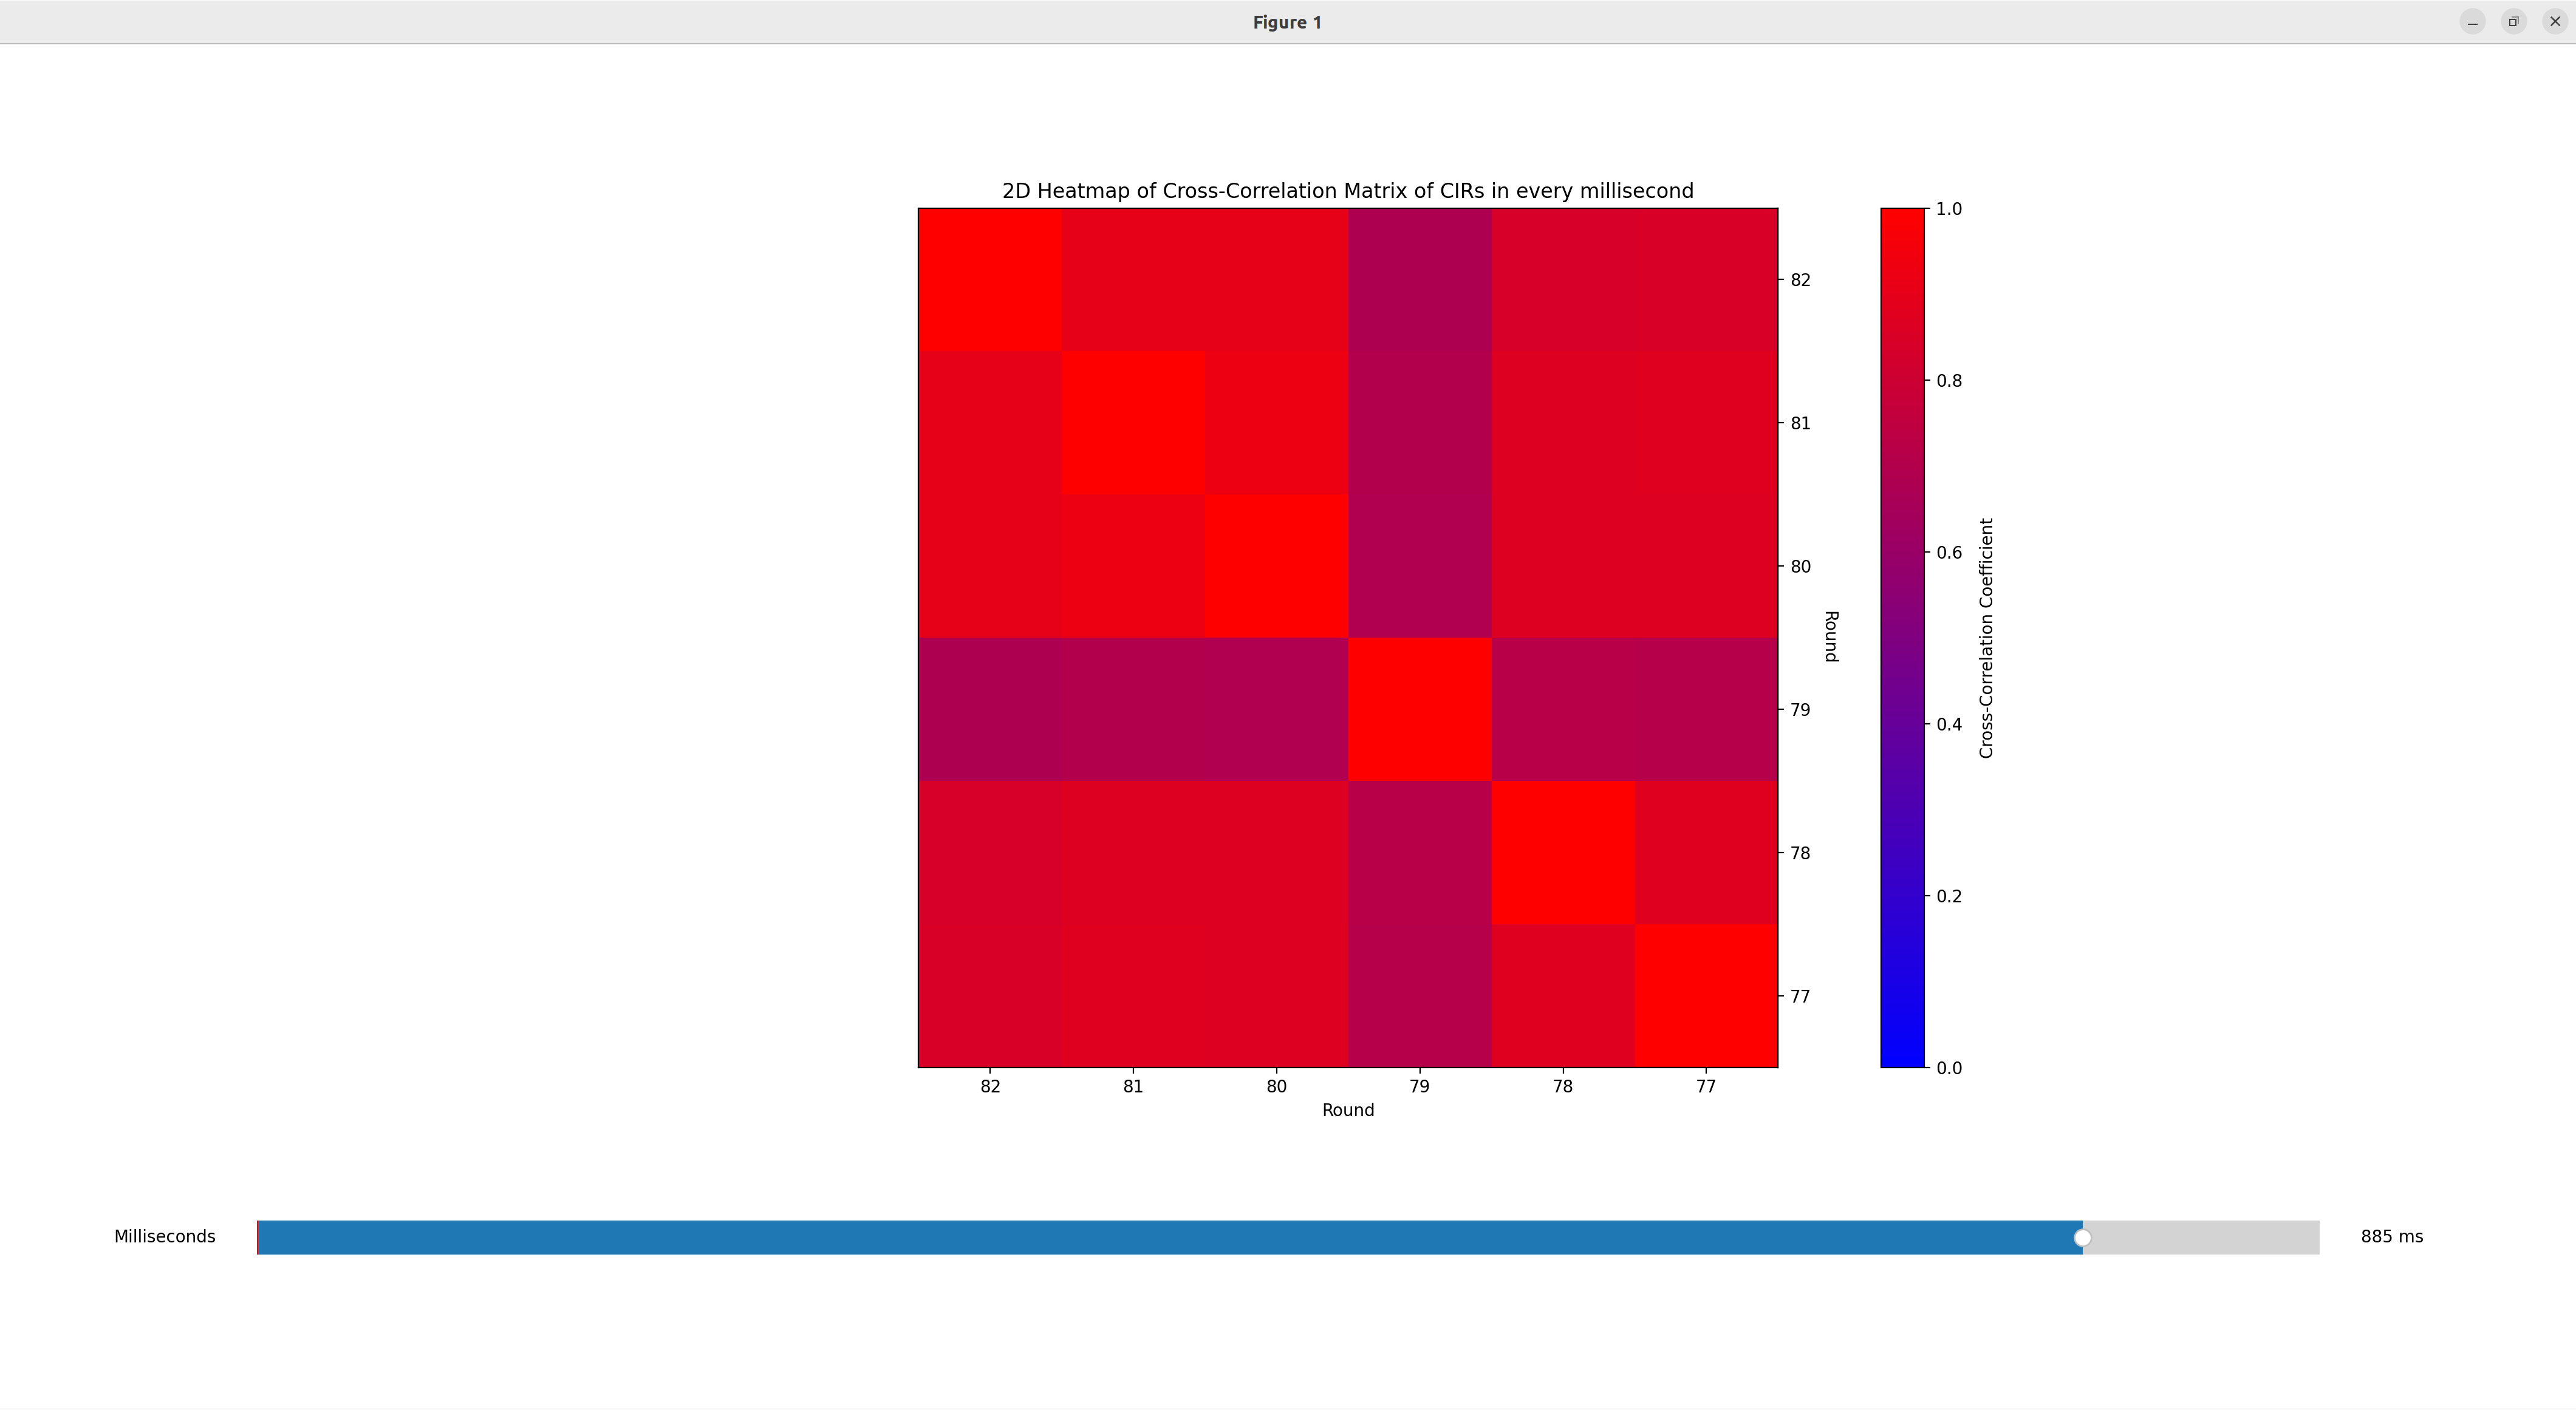 Figure 1
2D Heatmap of Cross-Correlation Matrix of CIRs in every millisecond
82
81
80
79
78
77
Round
1.0
0.8
0.6
0.4
0.2
0.0
Cross-Correlation Coefficient
82 81 80 79 78 77
Round
Milliseconds 885 ms